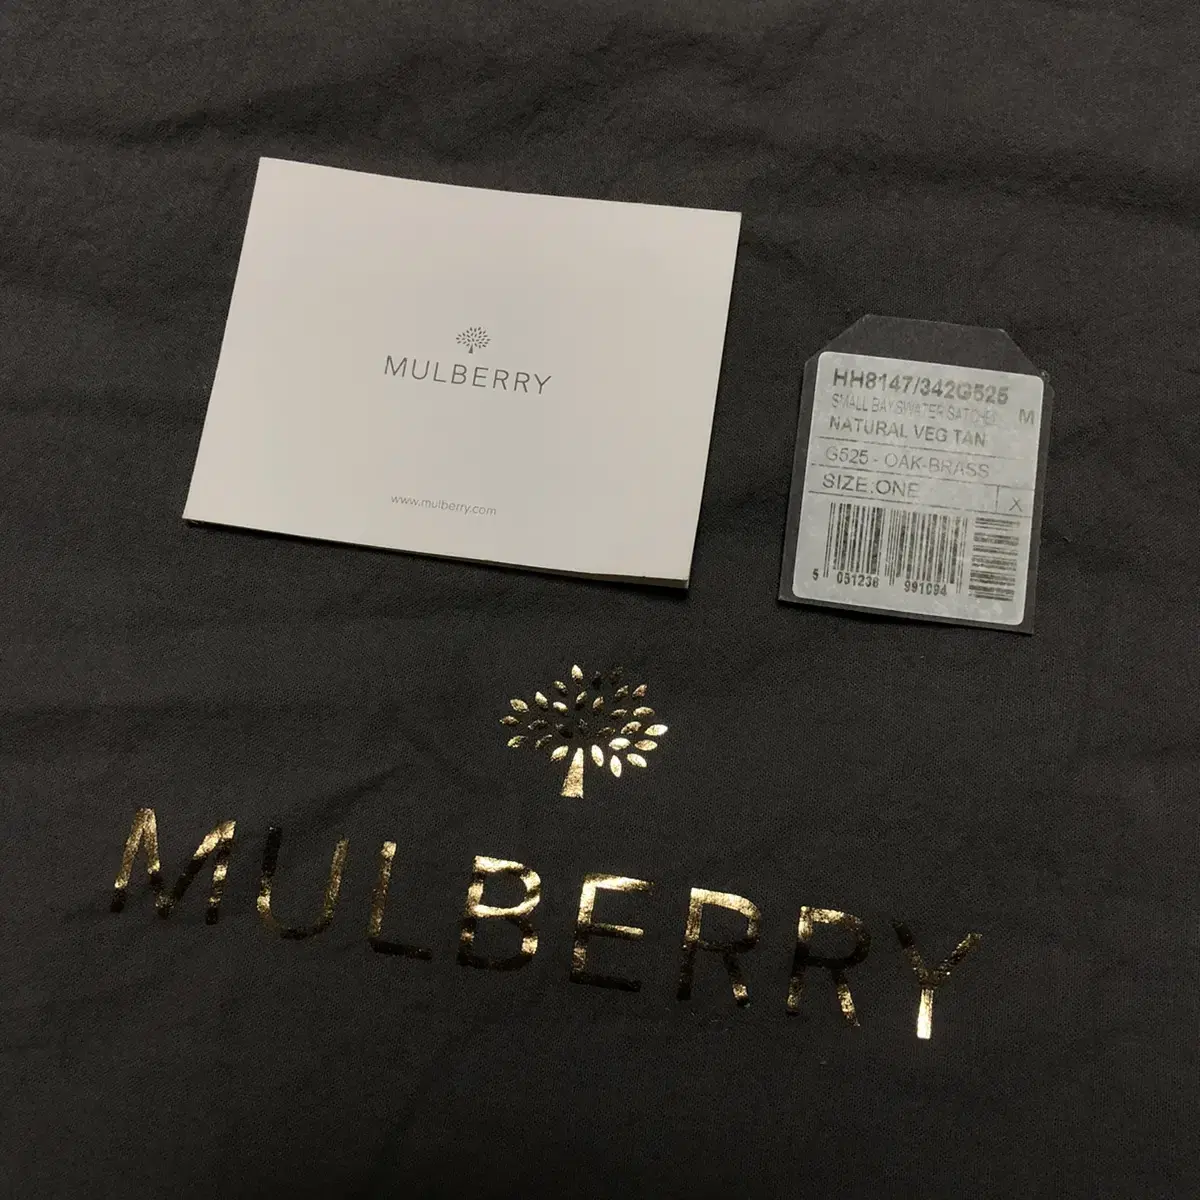 MULBERRY
www.mulberry.com
HH8147/342G525
SMALL BAYSWATER SATCHEL M
NATURAL VEG TAN
G525 - OAK-BRASS
SIZE:ONE X
5 051236 991094
MULBERRY